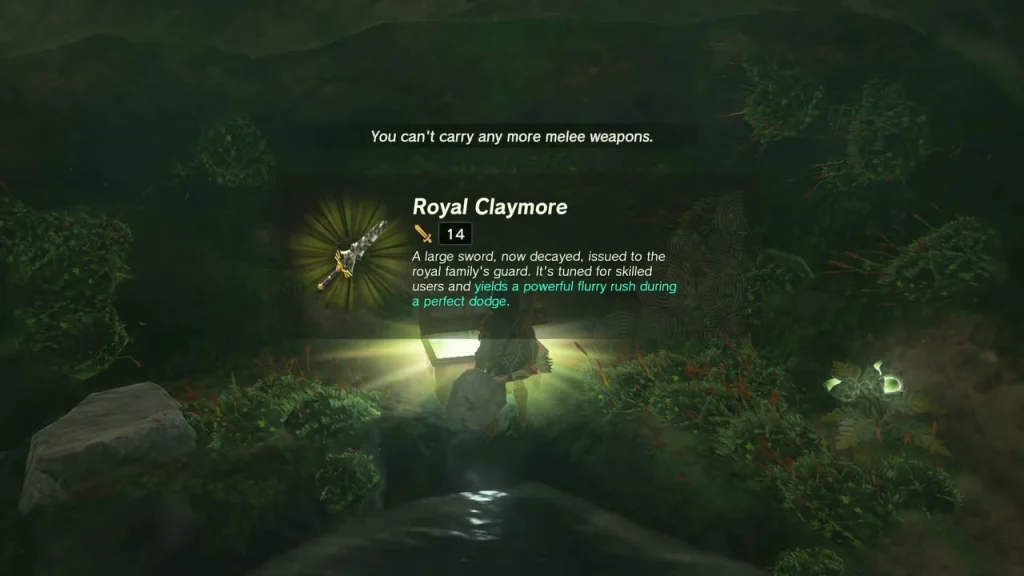 You can't carry any more melee weapons.
Royal Claymore
14
A large sword, now decayed, issued to the
royal family's guard. It's tuned for skilled
users and yields a powerful flurry rush during
a perfect dodge.